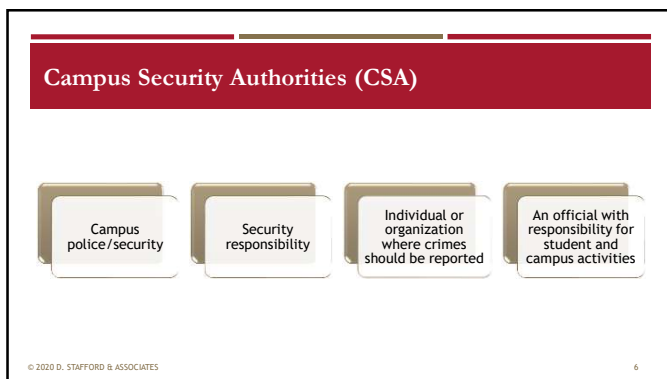 Campus Security Authorities (CSA)
Campus
police/security
Security
responsibility
Individual or
organization
where crimes
should be reported
An official with
responsibility for
student and
campus activities
© 2020 D. STAFFORD & ASSOCIATES
6